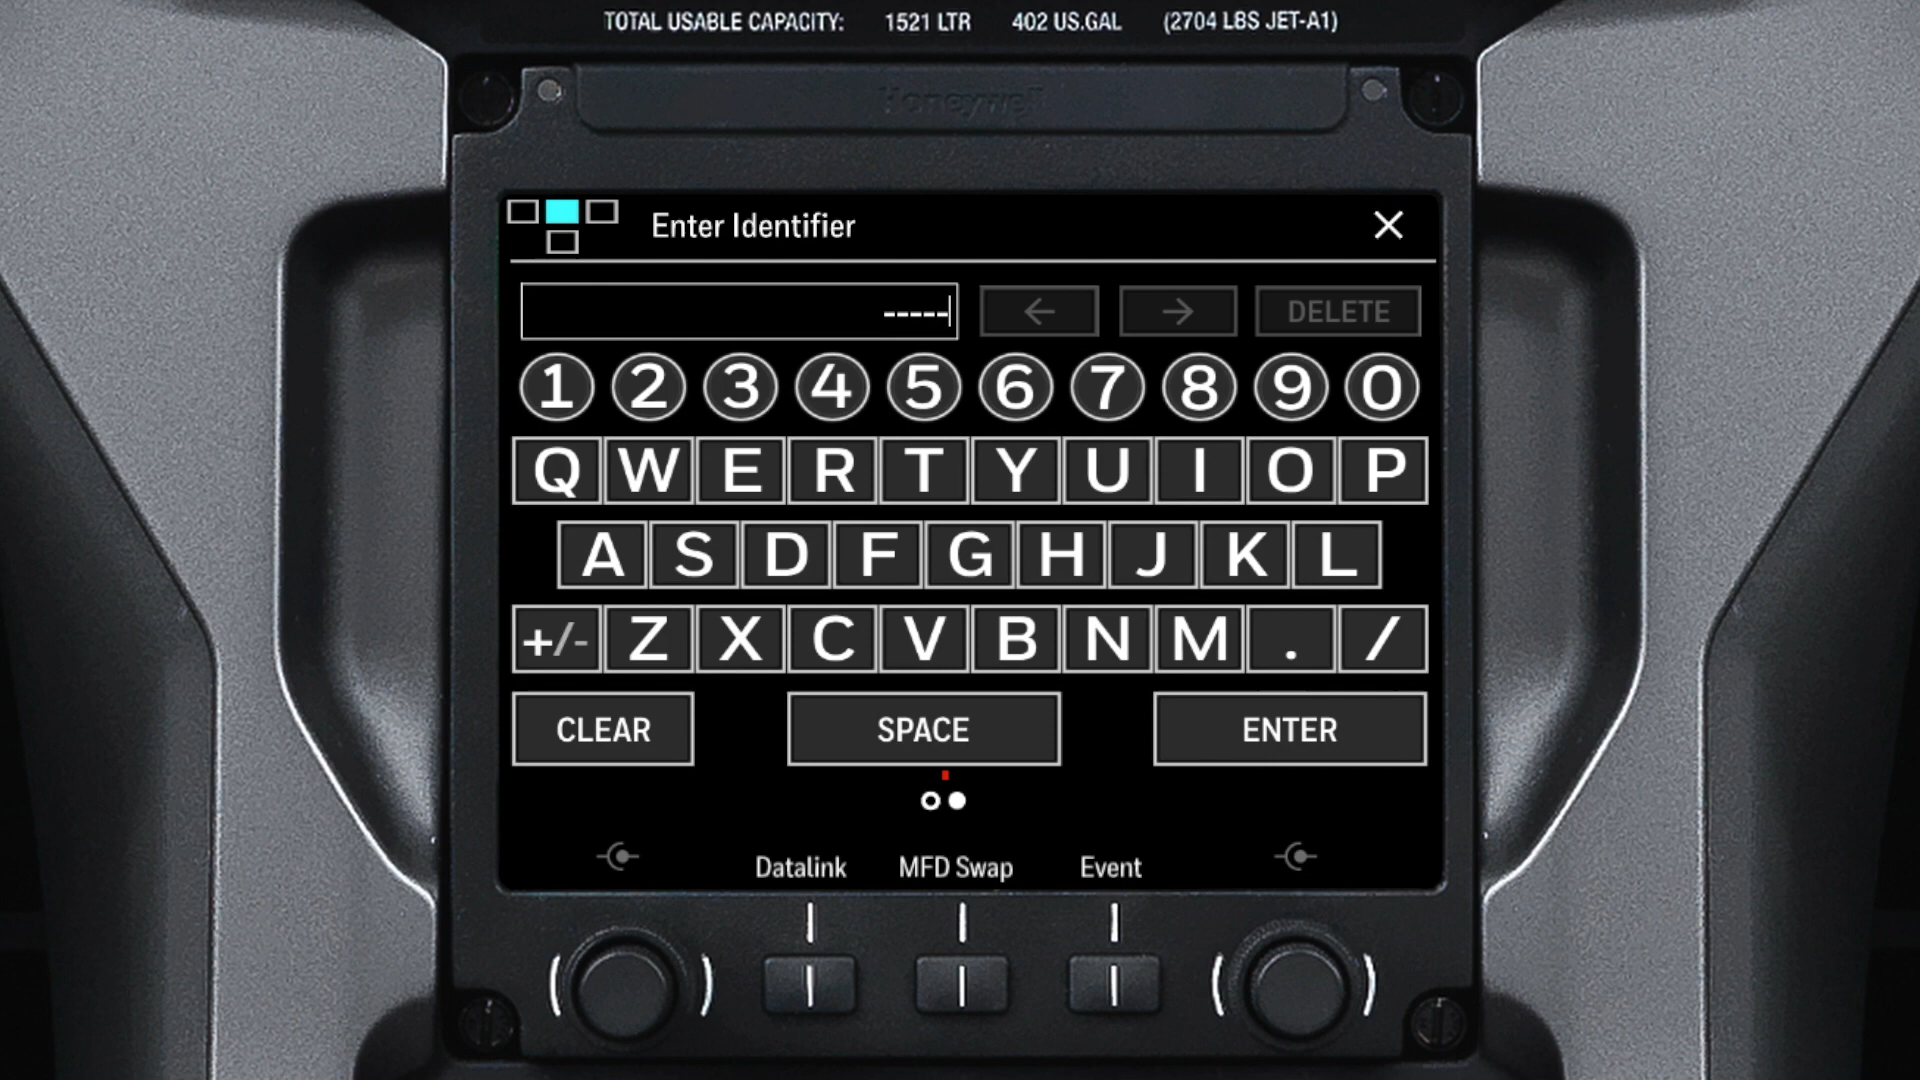 TOTAL USABLE CAPACITY: 1521 LTR 402 US.GAL (2704 LBS JET-A1)
Honeywell
Enter Identifier
-----
DELETE
1 2 3 4 5 6 7 8 9 0
Q W E R T Y U I O P
A S D F G H J K L
+/- Z X C V B N M . /
CLEAR SPACE ENTER
Datalink MFD Swap Event